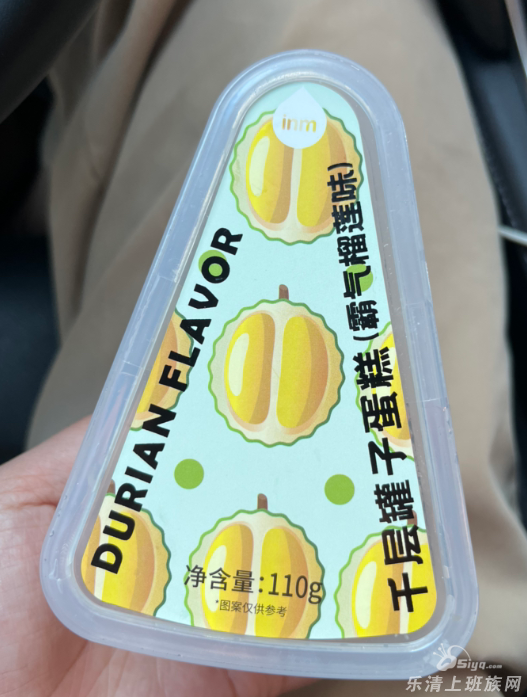 inm
DURIAN FLAVOR
千层罐子蛋糕(霸气榴莲味)
净含量:110g
*图案仅供参考
Siyq.com
乐清上班族网